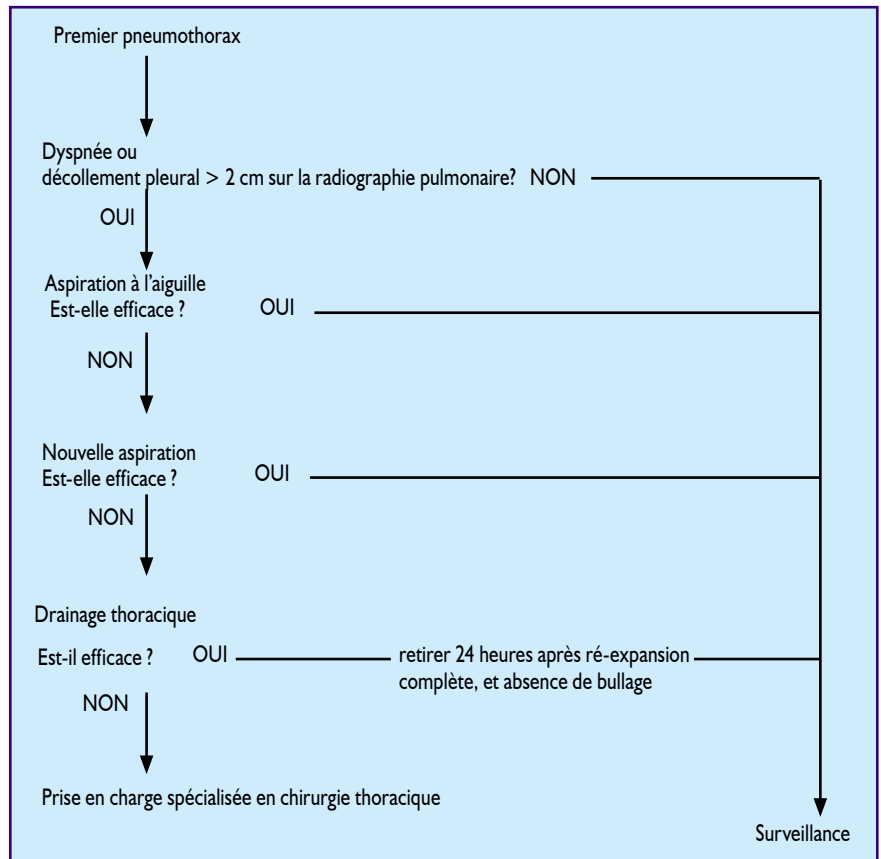 Premier pneumothorax
Dyspnée ou
décollement pleural > 2 cm sur la radiographie pulmonaire? NON
OUI
Aspiration à l'aiguille
Est-elle efficace ? OUI
NON
Nouvelle aspiration
Est-elle efficace ? OUI
NON
Drainage thoracique
Est-il efficace ? OUI retirer 24 heures après ré-expansion
complète, et absence de bullage
NON
Prise en charge spécialisée en chirurgie thoracique
Surveillance